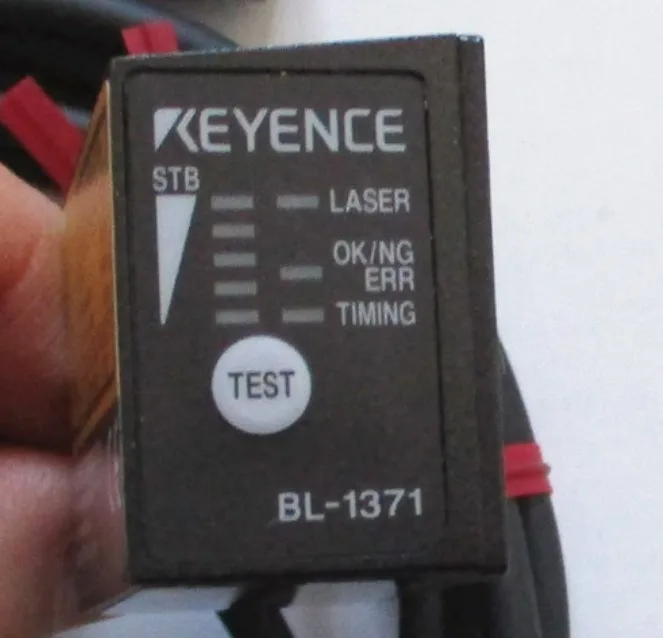 KEYENCE
STB
LASER
OK/NG
ERR
TIMING
TEST
BL-1371